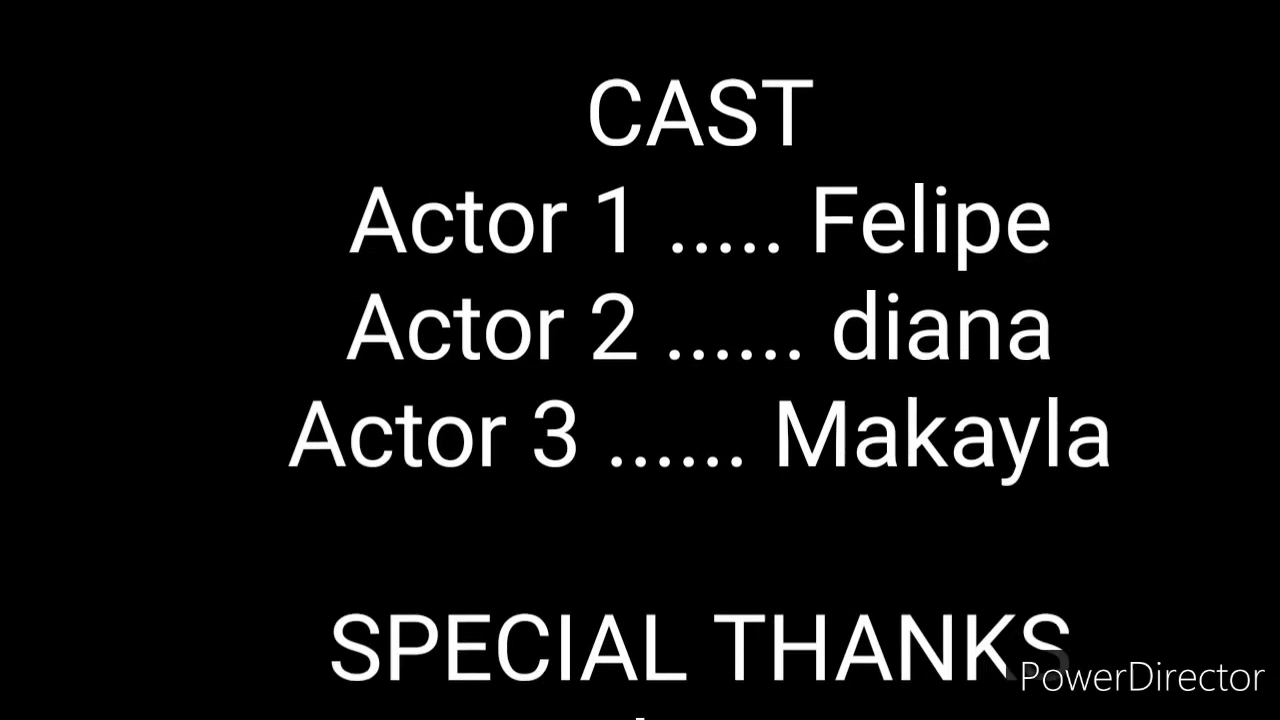 CAST
Actor 1 ..... Felipe
Actor 2 ...... diana
Actor 3 ...... Makayla
SPECIAL THANKS
PowerDirector